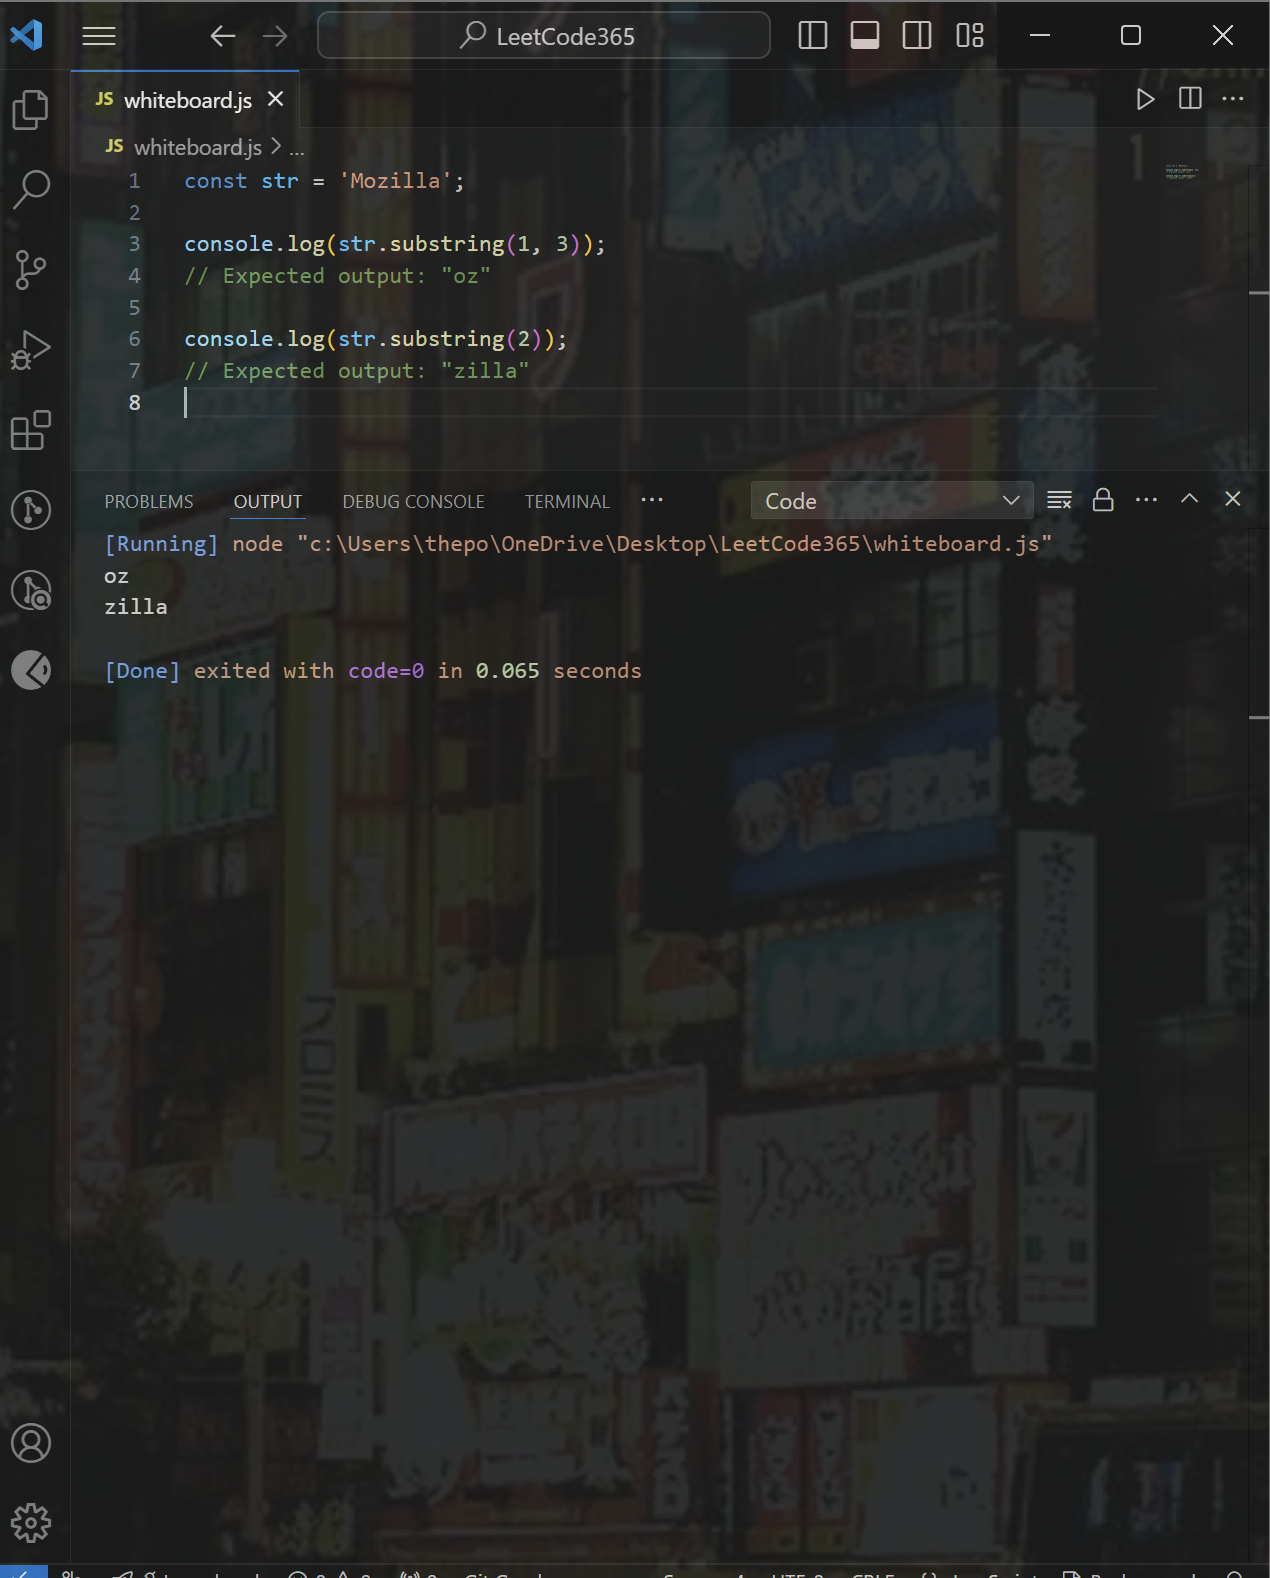 LeetCode365
JS whiteboard.js
JS whiteboard.js > ...
1 const str = 'Mozilla';
2
3 console.log(str.substring(1, 3));
4 // Expected output: "oz"
5
6 console.log(str.substring(2));
7 // Expected output: "zilla"
8
PROBLEMS OUTPUT DEBUG CONSOLE TERMINAL ... Code
[Running] node "c:\Users\thepo\OneDrive\Desktop\LeetCode365\whiteboard.js"
oz
zilla
[Done] exited with code=0 in 0.065 seconds